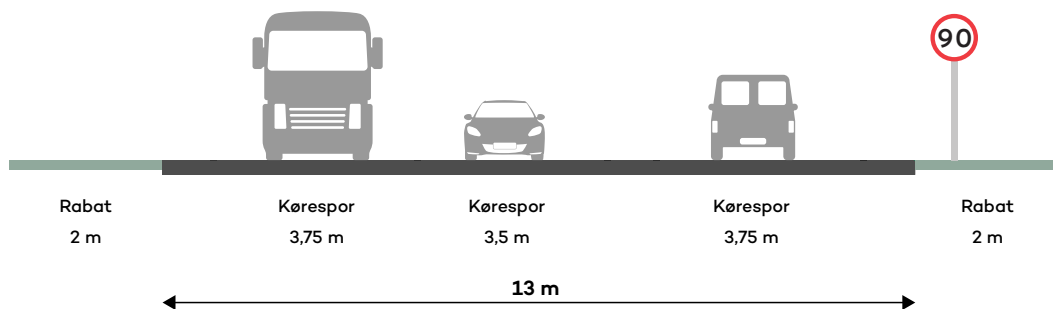 90
Rabat
2 m
Kørespor
3,75 m
Kørespor
3,5 m
Kørespor
3,75 m
Rabat
2 m
13 m